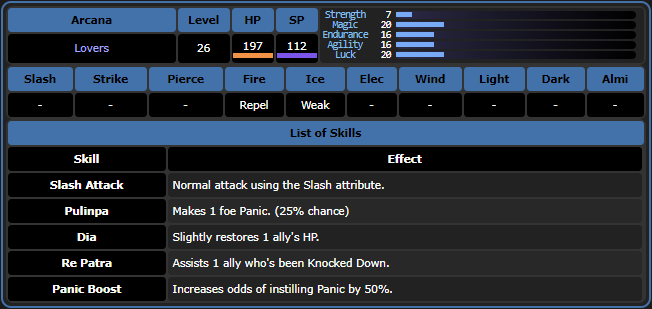 Arcana Level HP SP
Lovers 26 197 112
Strength 7
Magic 20
Endurance 16
Agility 16
Luck 20
Slash Strike Pierce Fire Ice Elec Wind Light Dark Almi
- - - Repel Weak - - - - -
List of Skills
Skill Effect
Slash Attack Normal attack using the Slash attribute.
Pulinpa Makes 1 foe Panic. (25% chance)
Dia Slightly restores 1 ally's HP.
Re Patra Assists 1 ally who's been Knocked Down.
Panic Boost Increases odds of instilling Panic by 50%.